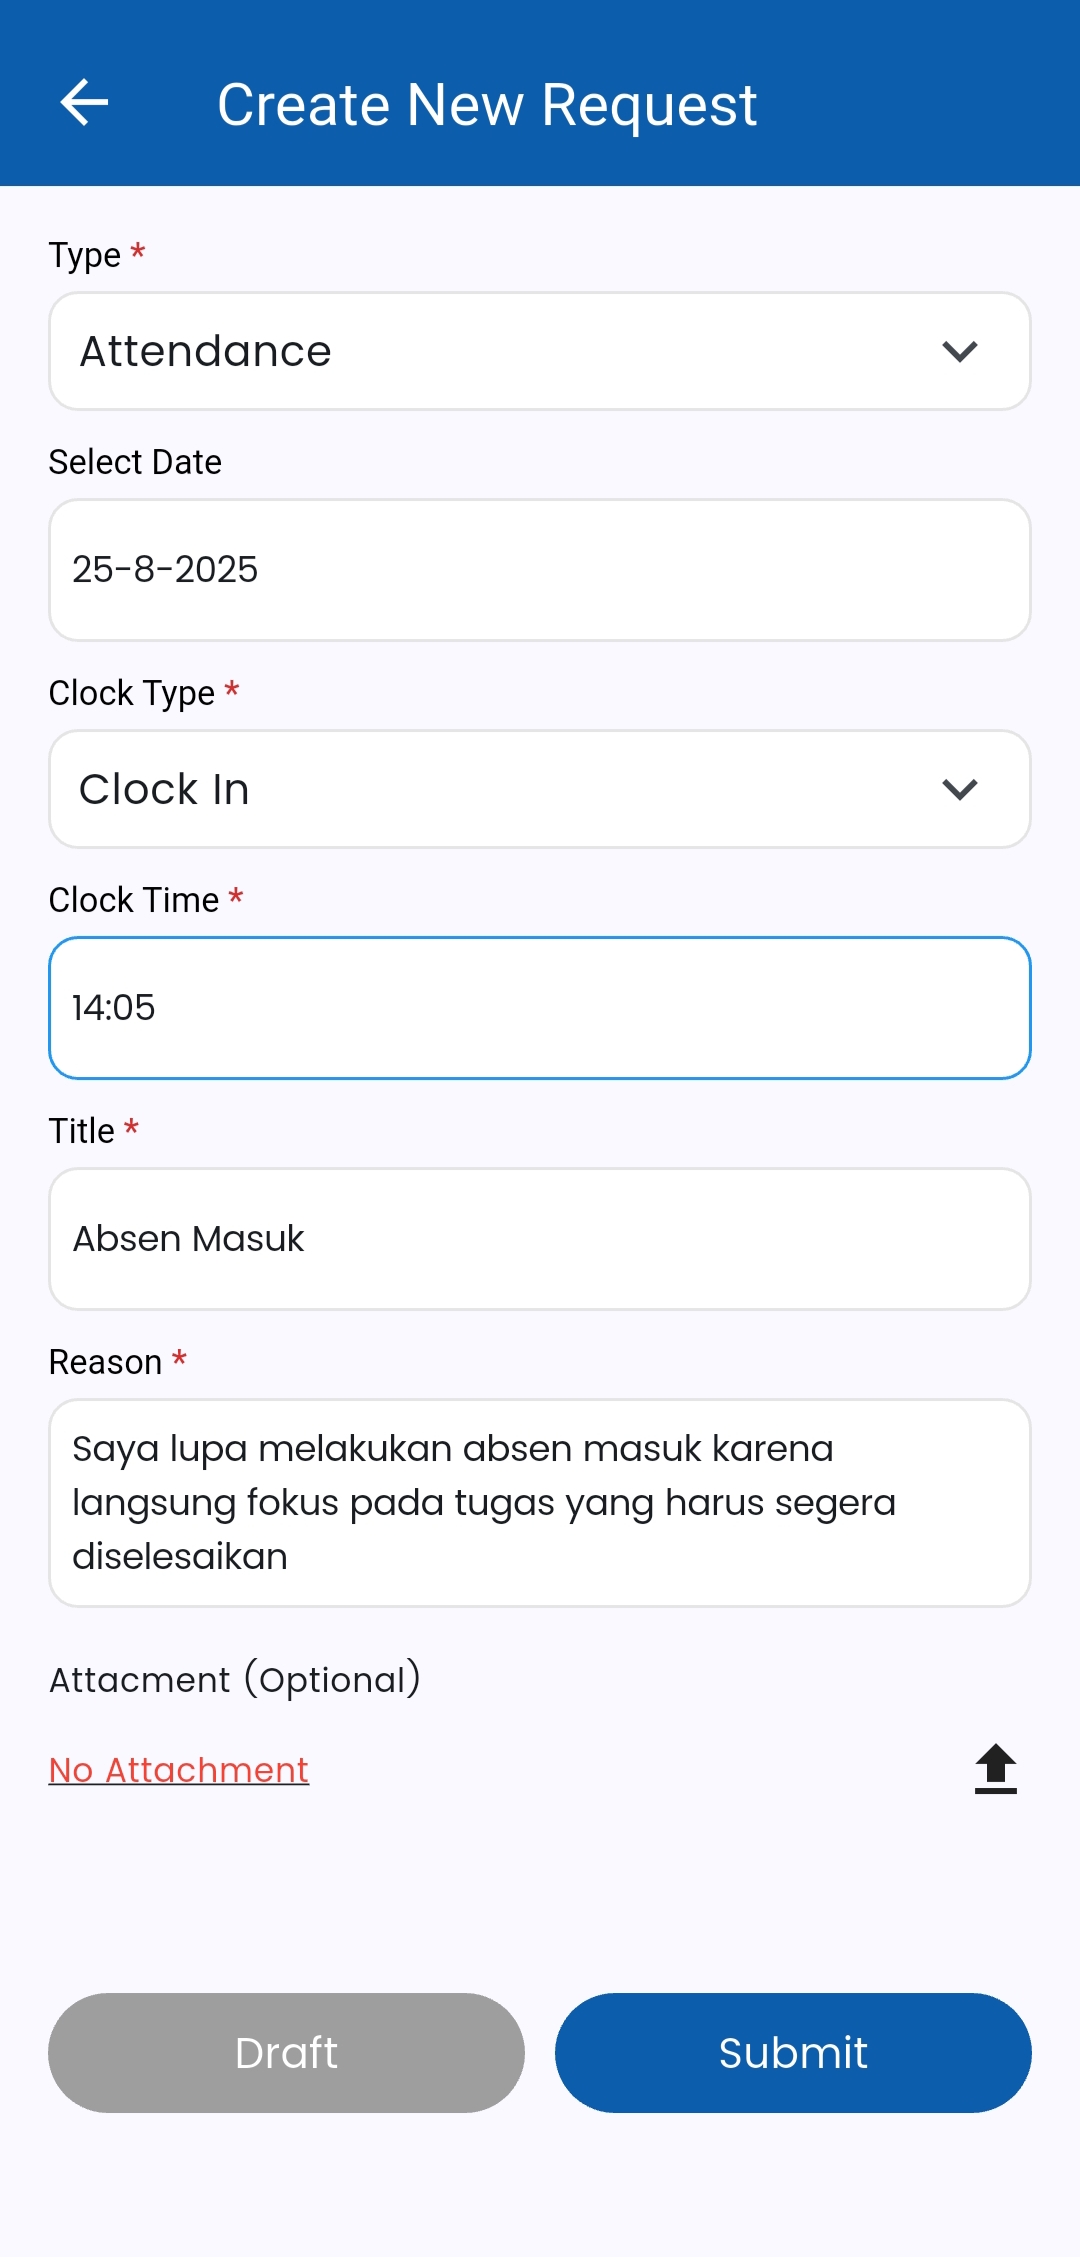 Create New Request
Type *
Attendance
Select Date
25-8-2025
Clock Type *
Clock In
Clock Time *
14:05
Title *
Absen Masuk
Reason *
Saya lupa melakukan absen masuk karena
langsung fokus pada tugas yang harus segera
diselesaikan
Attacment (Optional)
No Attachment
Draft
Submit